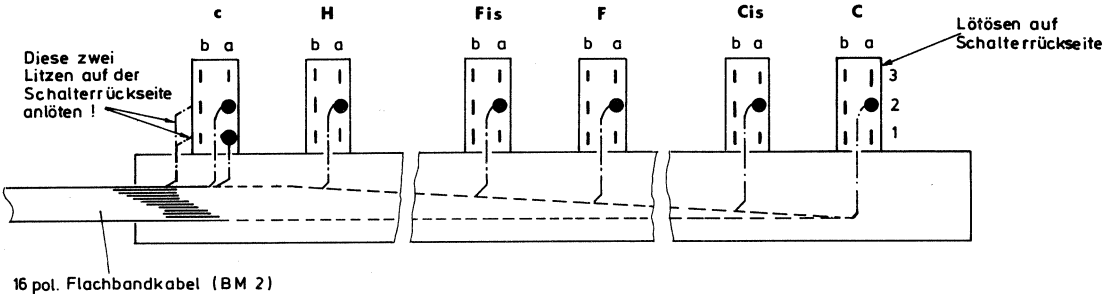 c H Fis F Cis C
b a b a b a b a b a b a
Diese zwei
Litzen auf der
Schalterrückseite
anlöten !
Lötösen auf
Schalterrückseite
3
2
1
16 pol. Flachbandkabel (BM 2)